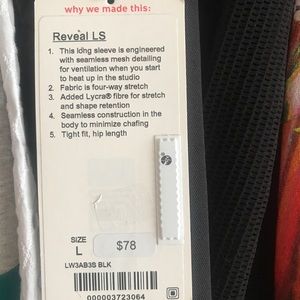 why we made this:
Reveal LS
1. This long sleeve is engineered
with seamless mesh detailing
for ventilation when you start
to heat up in the studio
2. Fabric is four-way stretch
3. Added Lycra® fibre for stretch
and shape retention
4. Seamless construction in the
body to minimize chafing
5. Tight fit, hip length
SIZE
L
$78
LW3AB3S BLK
000003723064